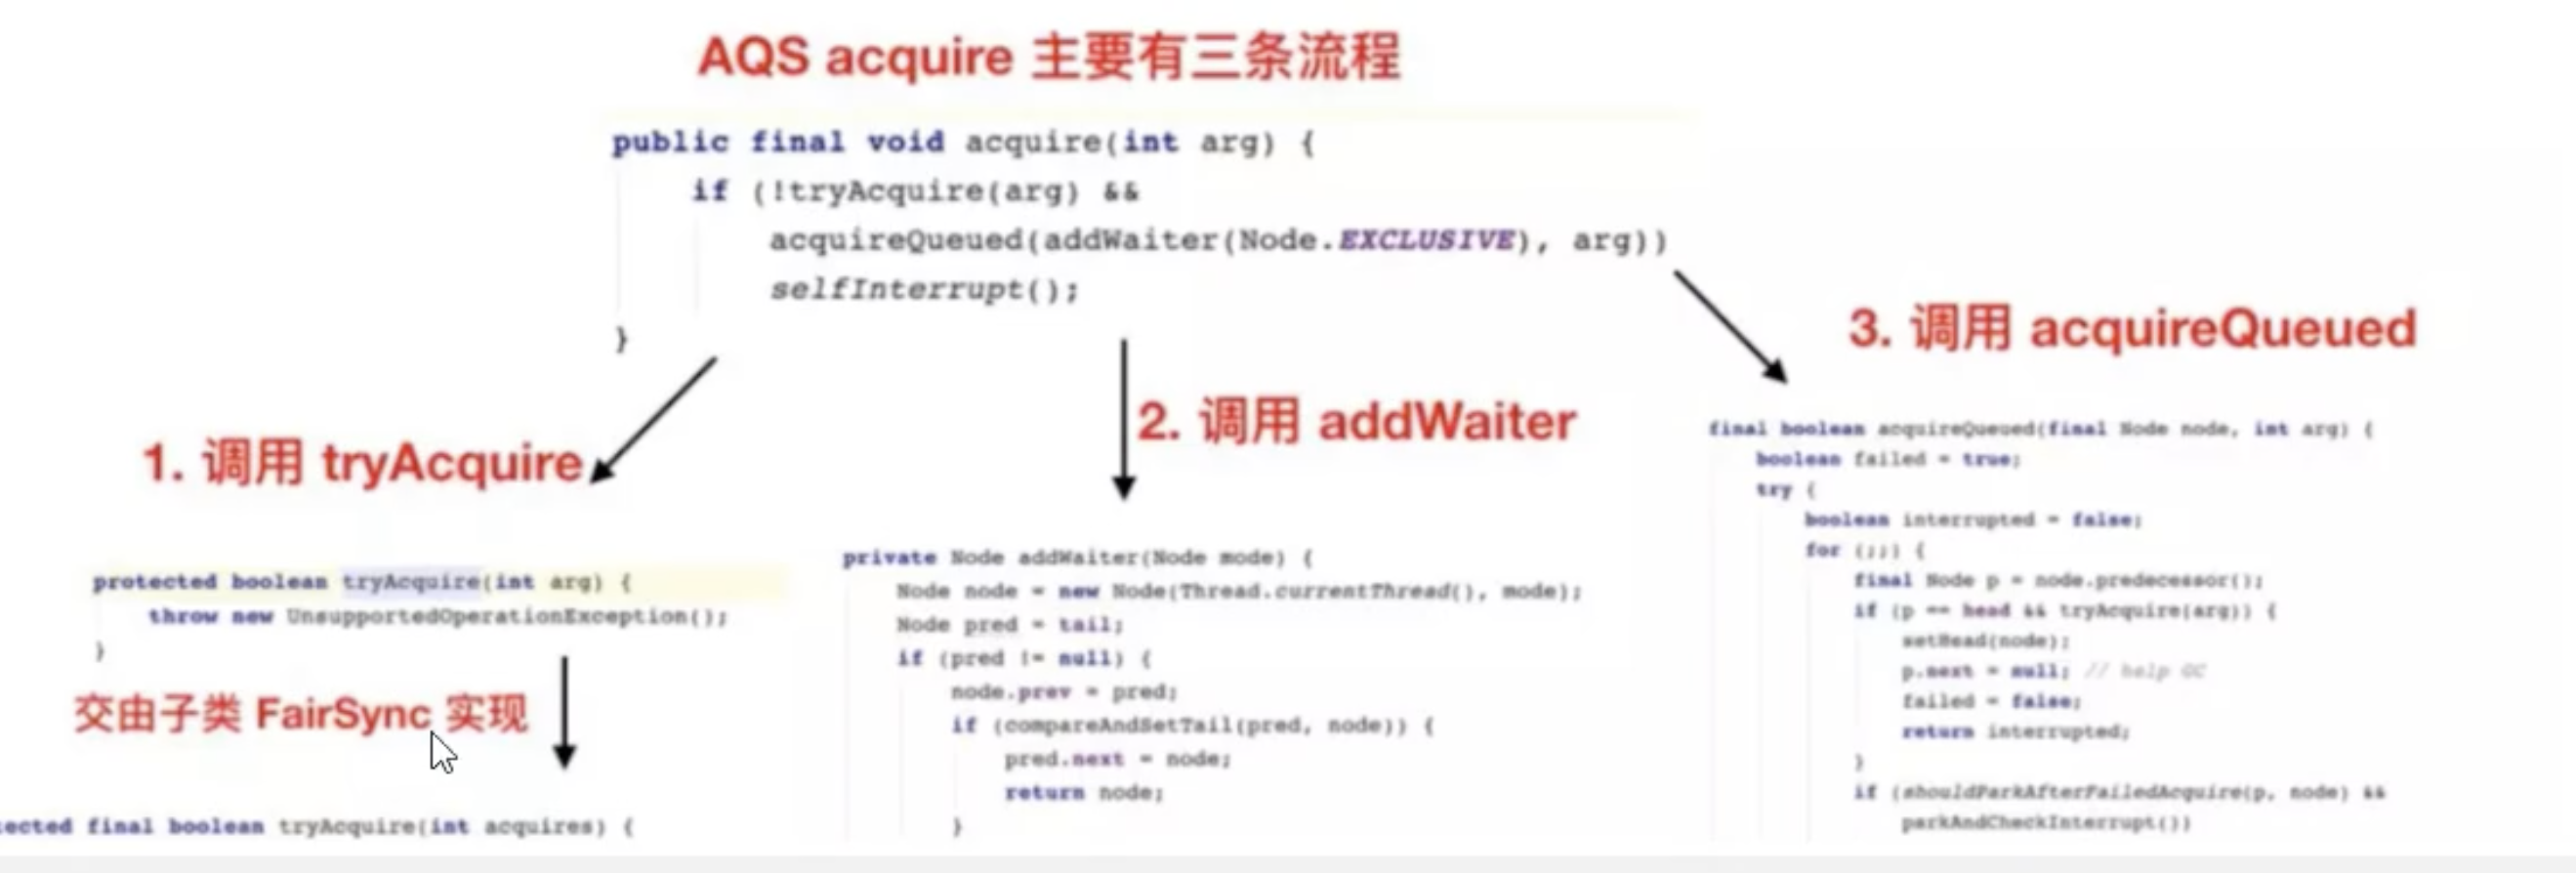 AQS acquire 主要有三条流程
public final void acquire(int arg) {
if (!tryAcquire(arg) &&
acquireQueued(addWaiter(Node.EXCLUSIVE), arg))
selfInterrupt();
}
1. 调用 tryAcquire
protected boolean tryAcquire(int arg) {
throw new UnsupportedOperationException();
}
交由子类 FairSync 实现
tected final boolean tryAcquire(int acquires) {
2. 调用 addWaiter
private Node addWaiter(Node mode) {
Node node = new Node(Thread.currentThread(), mode);
Node pred = tail;
if (pred != null) {
node.prev = pred;
if (compareAndSetTail(pred, node)) {
pred.next = node;
return node;
}
3. 调用 acquireQueued
final boolean acquireQueued(final Node node, int arg) {
boolean failed = true;
try {
boolean interrupted = false;
for (;;) {
final Node p = node.predecessor();
if (p == head && tryAcquire(arg)) {
setHead(node);
p.next = null; // help GC
failed = false;
return interrupted;
}
if (shouldParkAfterFailedAcquire(p, node) &&
parkAndCheckInterrupt())